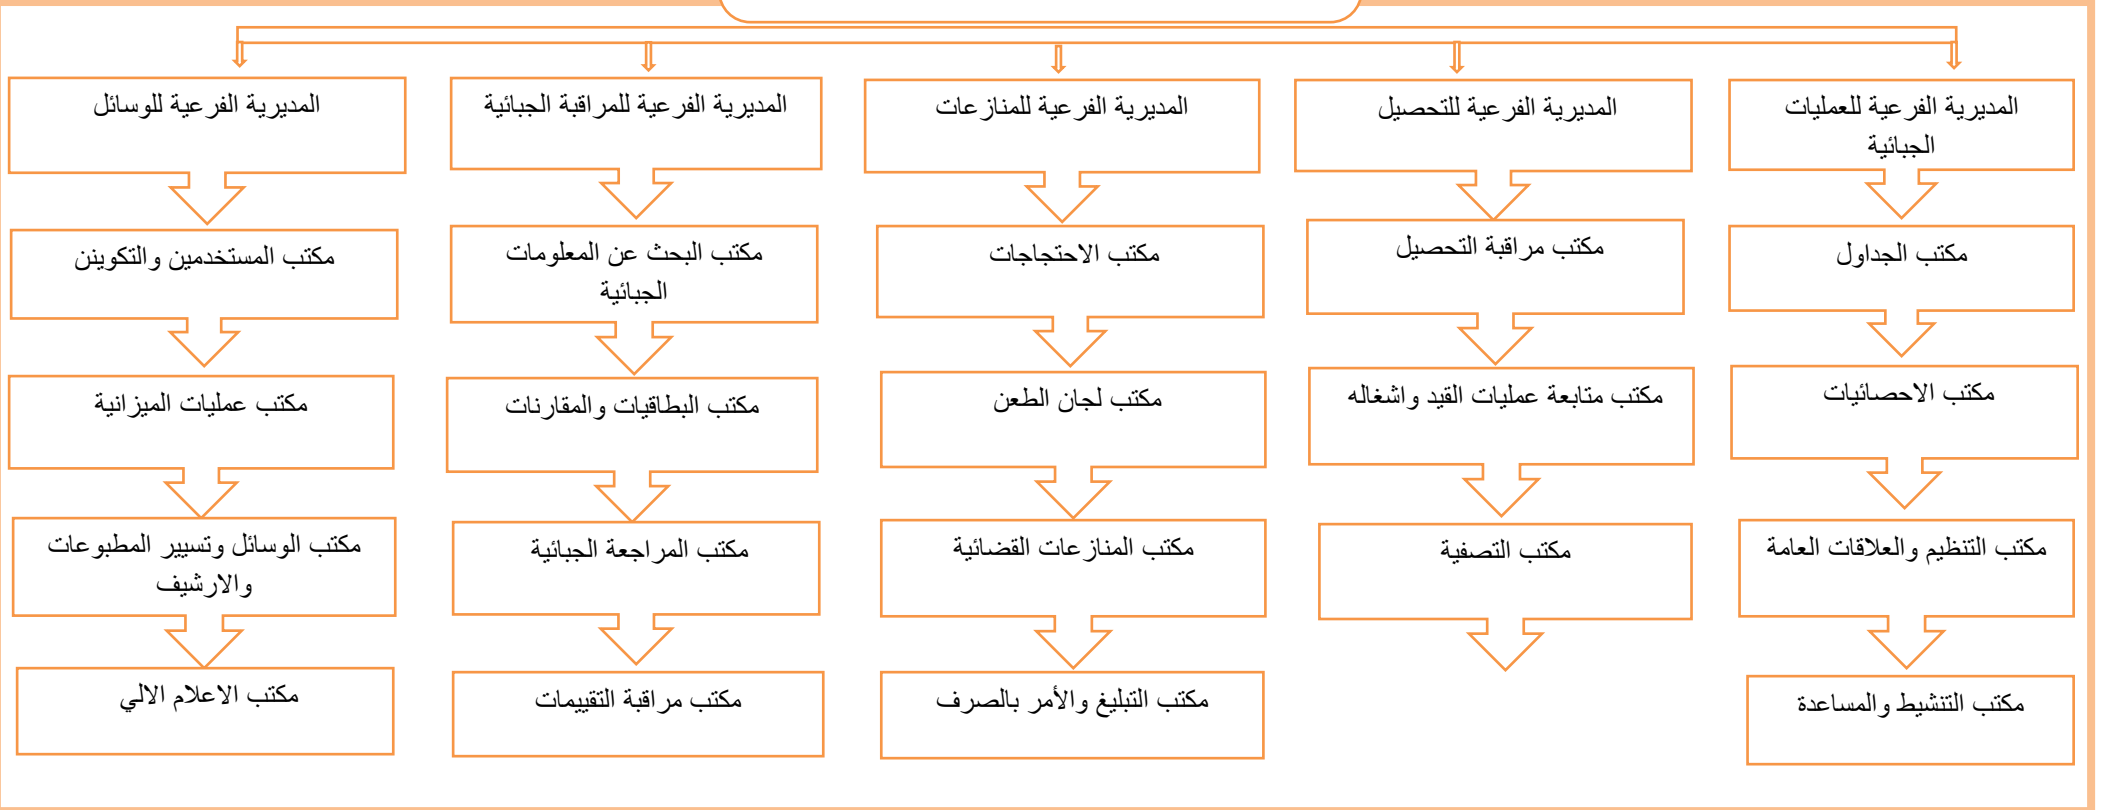 المديرية الفرعية للعمليات
الجبائية
المديرية الفرعية للتحصيل
المديرية الفرعية للمنازعات
المديرية الفرعية للمراقبة الجبائية
المديرية الفرعية للوسائل
مكتب الجداول
مكتب مراقبة التحصيل
مكتب الاحتجاجات
مكتب البحث عن المعلومات
الجبائية
مكتب المستخدمين والتكوينن
مكتب الاحصائيات
مكتب متابعة عمليات القيد واشغاله
مكتب لجان الطعن
مكتب البطاقيات والمقارنات
مكتب عمليات الميزانية
مكتب التنظيم والعلاقات العامة
مكتب التصفية
مكتب المنازعات القضائية
مكتب المراجعة الجبائية
مكتب الوسائل وتسيير المطبوعات
والارشيف
مكتب التنشيط والمساعدة
مكتب التبليغ والأمر بالصرف
مكتب مراقبة التقييمات
مكتب الاعلام الالي